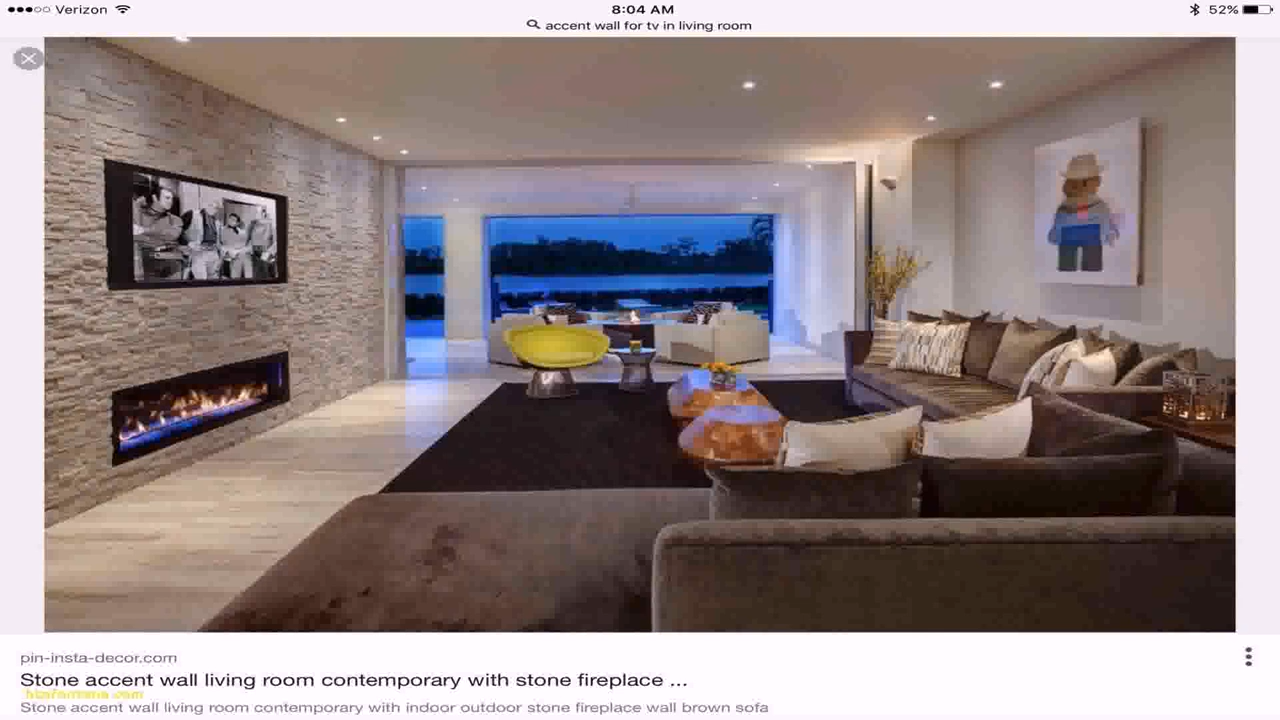 Verizon 8:04 AM 52%
accent wall for tv in living room
pin-insta-decor.com
Stone accent wall living room contemporary with stone fireplace ...
Stone accent wall living room contemporary with indoor outdoor stone fireplace wall brown sofa